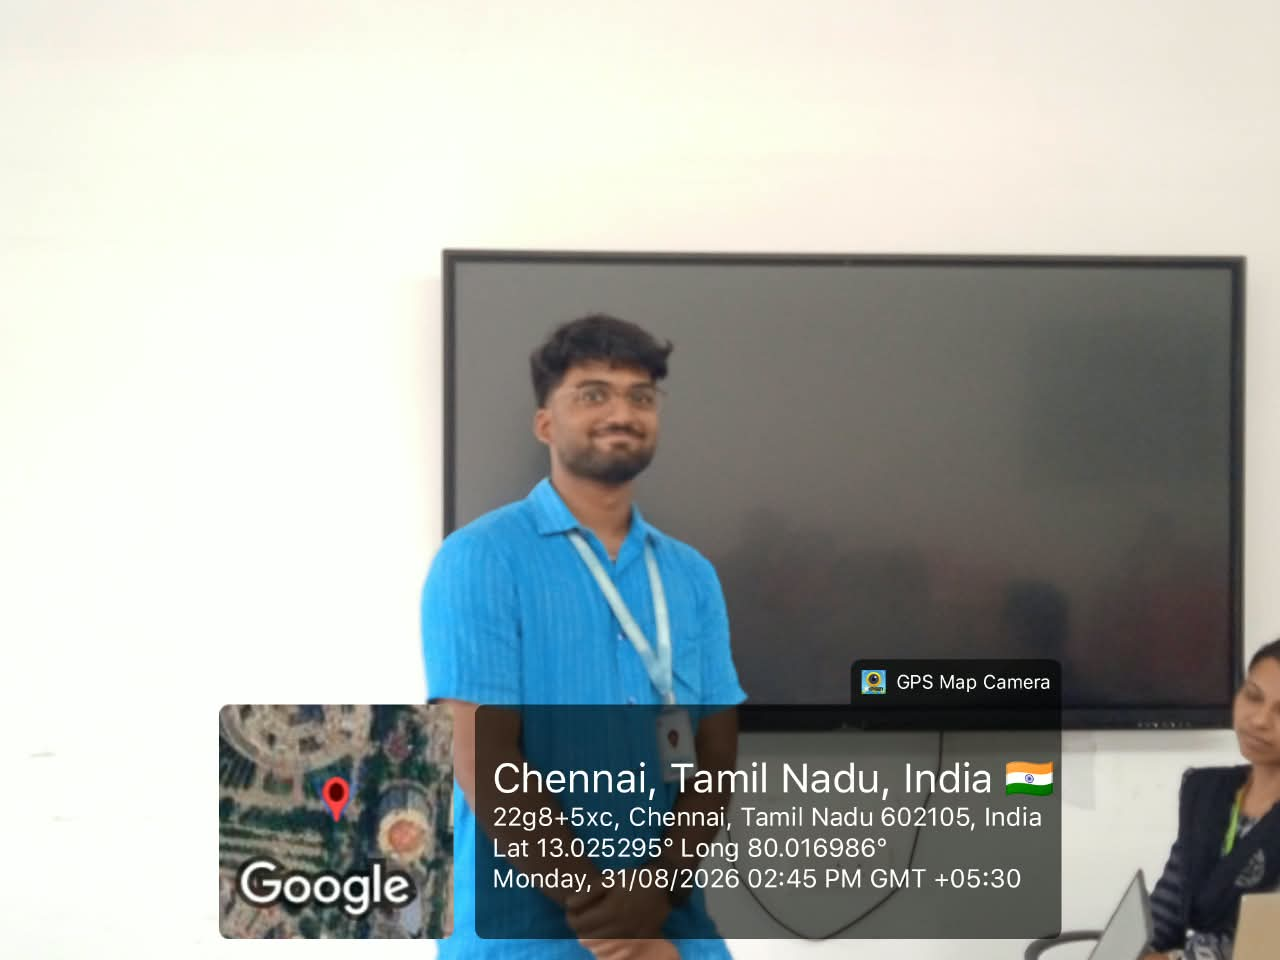 GPS Map Camera
Chennai, Tamil Nadu, India 🇮🇳
22g8+5xc, Chennai, Tamil Nadu 602105, India
Lat 13.025295° Long 80.016986°
Monday, 31/08/2026 02:45 PM GMT +05:30
Google